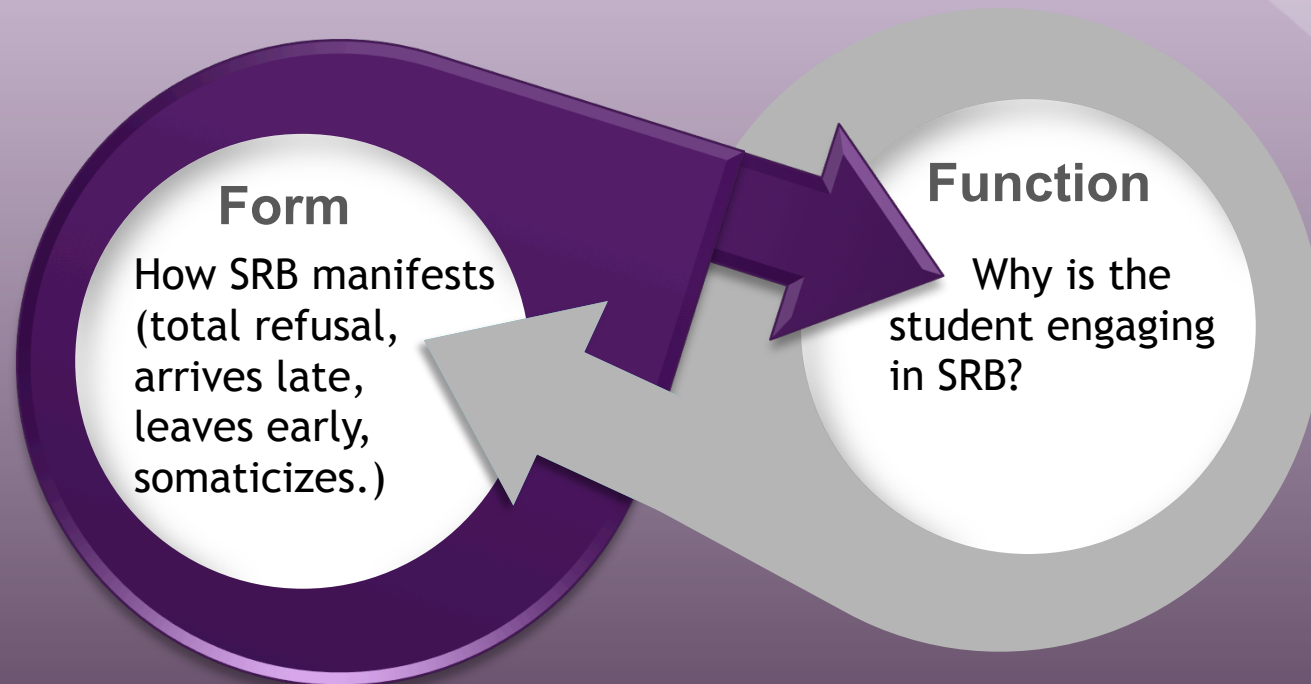 Form
How SRB manifests
(total refusal,
arrives late,
leaves early,
somaticizes.)
Function
Why is the
student engaging
in SRB?